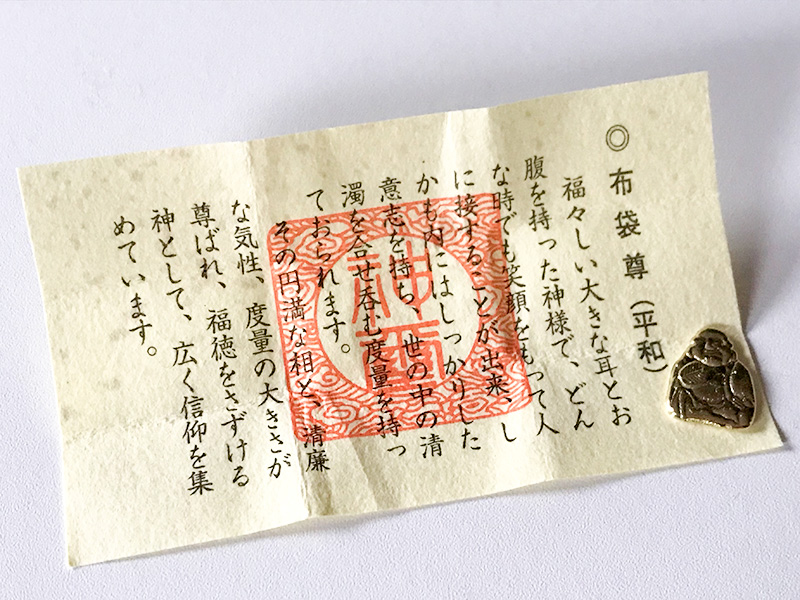 ◎布袋尊(平和)
福々しい大きな耳とお
腹を持った神様で、どん
な時でも笑顔をもって人
に接することが出来、し
かも内にはしっかりした
意志を持ち、世の中の清
濁を合せ呑む度量を持っ
ておられます。
その円満な相と、清廉
な気性、度量の大きさが
尊ばれ、福徳をさずける
神として、広く信仰を集
めています。